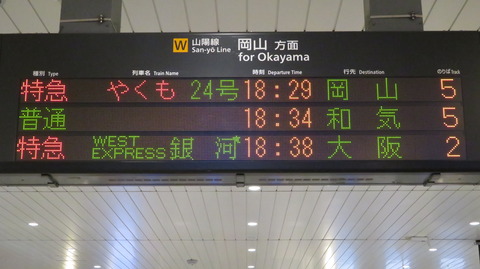 W 山陽線 San-yō Line 岡山 方面 for Okayama
種別 Type 列車名 Train Name 時刻 Departure Time 行先 Destination のりば Track
特急 やくも 24号 18:29 岡山 5
普通 18:34 和気 5
特急 WEST EXPRESS 銀河 18:38 大阪 2